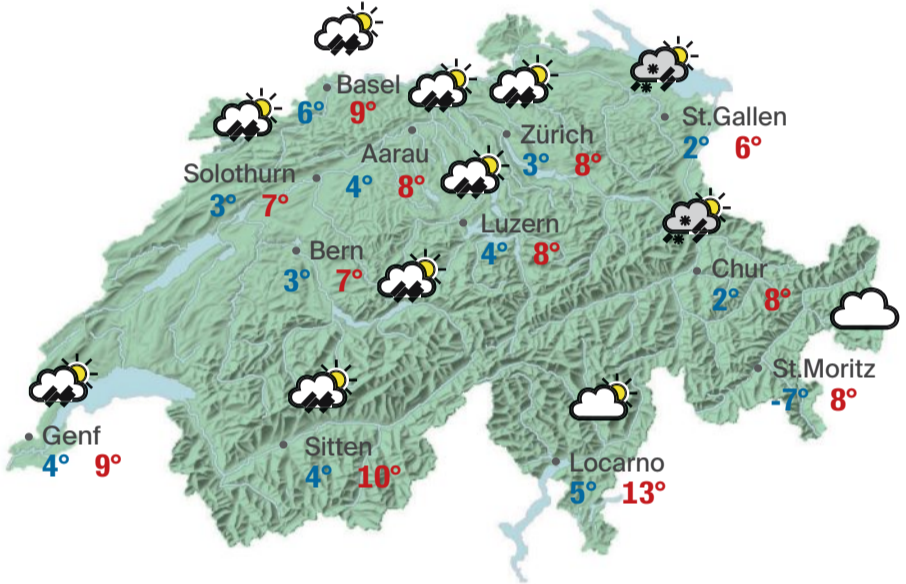 Basel
6° 9°
St.Gallen
2° 6°
Zürich
3° 8°
Aarau
4° 8°
Solothurn
3° 7°
Luzern
4° 8°
Bern
3° 7°
Chur
2° 8°
St.Moritz
-7° 8°
Genf
4° 9°
Sitten
4° 10°
Locarno
5° 13°